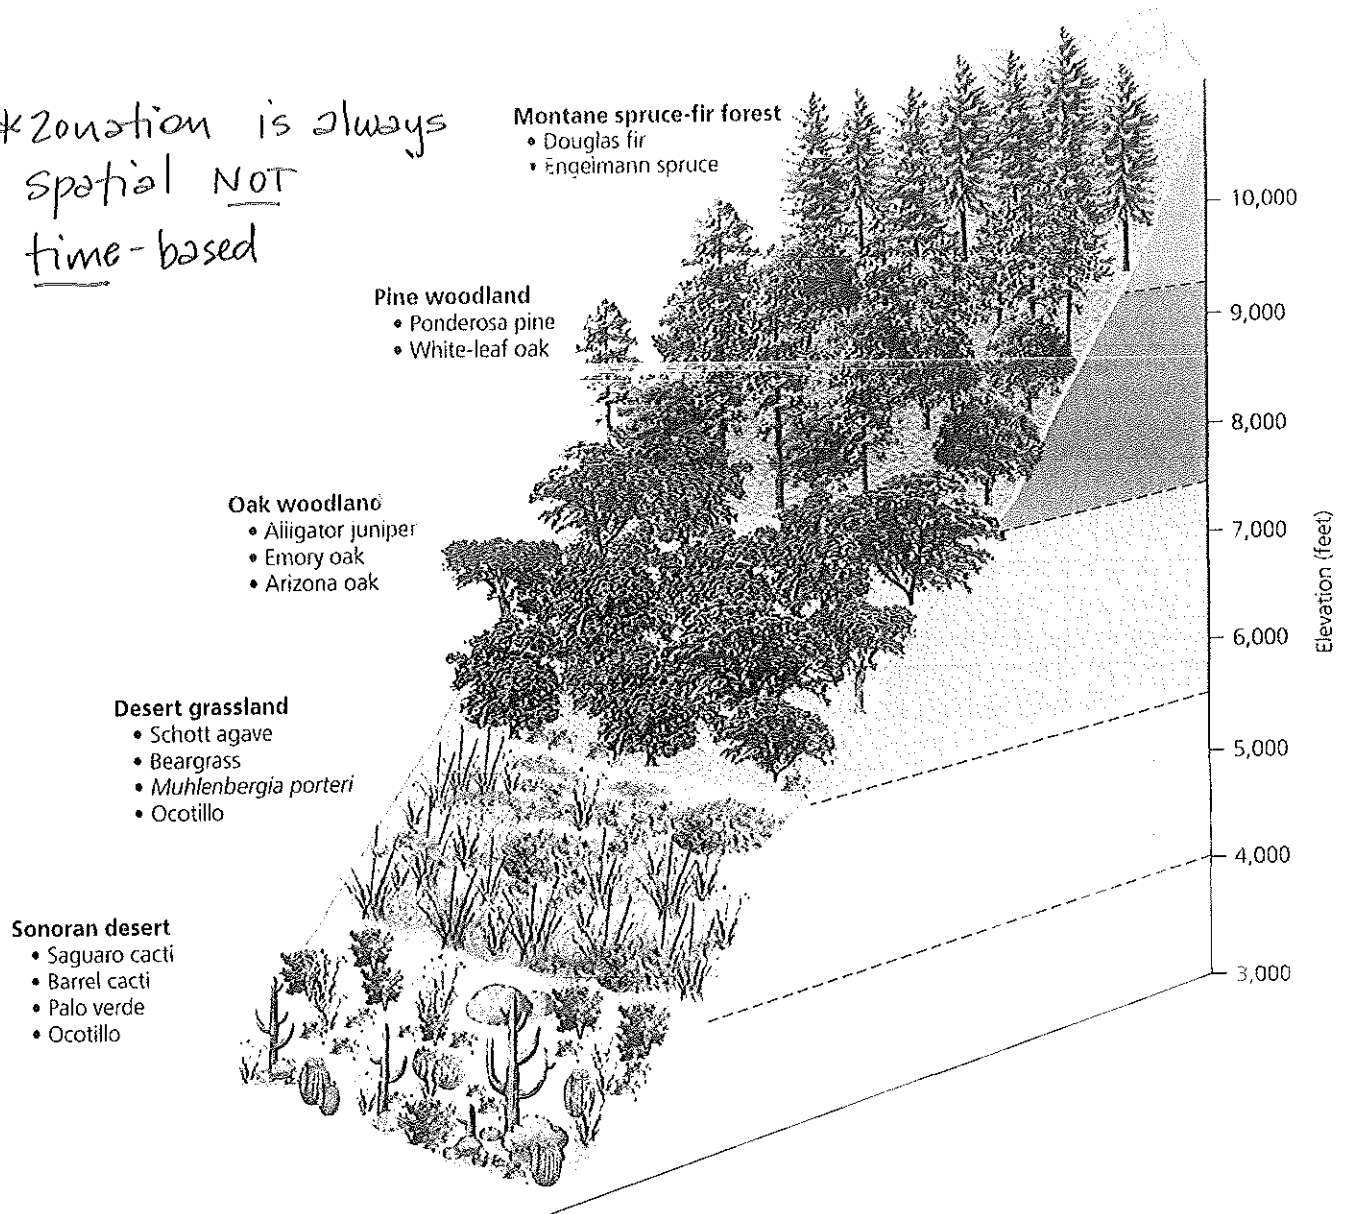 *zonation is always
spatial NOT
time-based
Montane spruce-fir forest
• Douglas fir
• Engelmann spruce
Pine woodland
• Ponderosa pine
• White-leaf oak
Oak woodland
• Alligator juniper
• Emory oak
• Arizona oak
Desert grassland
• Schott agave
• Beargrass
• Muhlenbergia porteri
• Ocotillo
Sonoran desert
• Saguaro cacti
• Barrel cacti
• Palo verde
• Ocotillo
10,000
9,000
8,000
7,000
6,000
5,000
4,000
3,000
Elevation (feet)